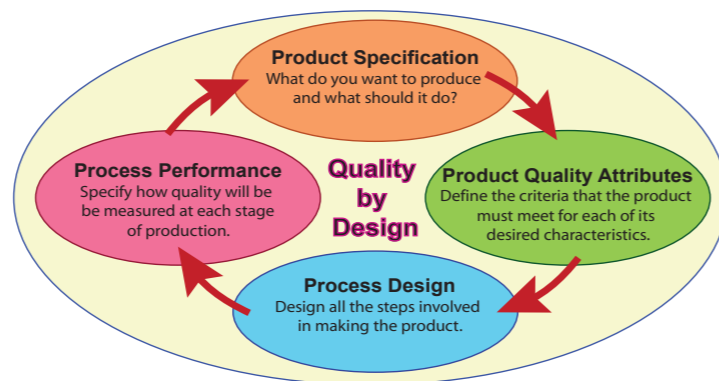 Product Specification
What do you want to produce
and what should it do?
Process Performance
Specify how quality will be
be measured at each stage
of production.
Quality
by
Design
Product Quality Attributes
Define the criteria that the product
must meet for each of its
desired characteristics.
Process Design
Design all the steps involved
in making the product.